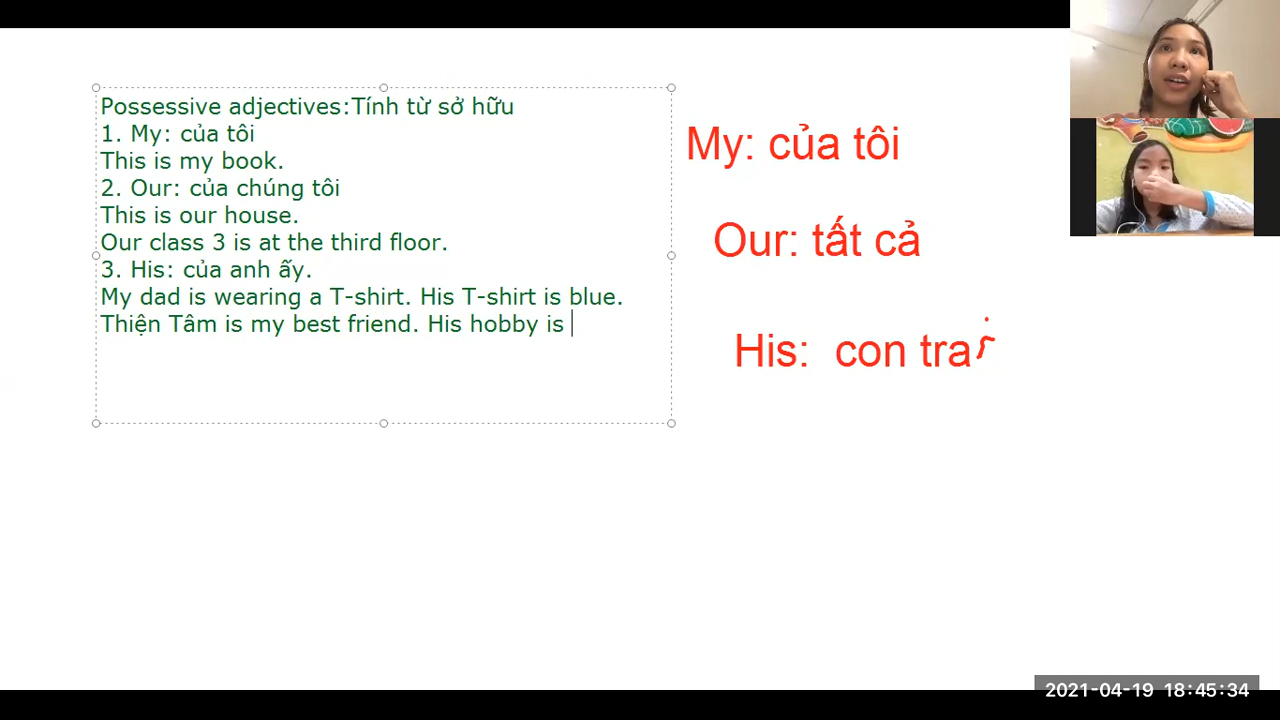 Possessive adjectives:Tính từ sở hữu
1. My: của tôi
This is my book.
2. Our: của chúng tôi
This is our house.
Our class 3 is at the third floor.
3. His: của anh ấy.
My dad is wearing a T-shirt. His T-shirt is blue.
Thiện Tâm is my best friend. His hobby is
My: của tôi
Our: tất cả
His: con trai
2021-04-19 18:45:34